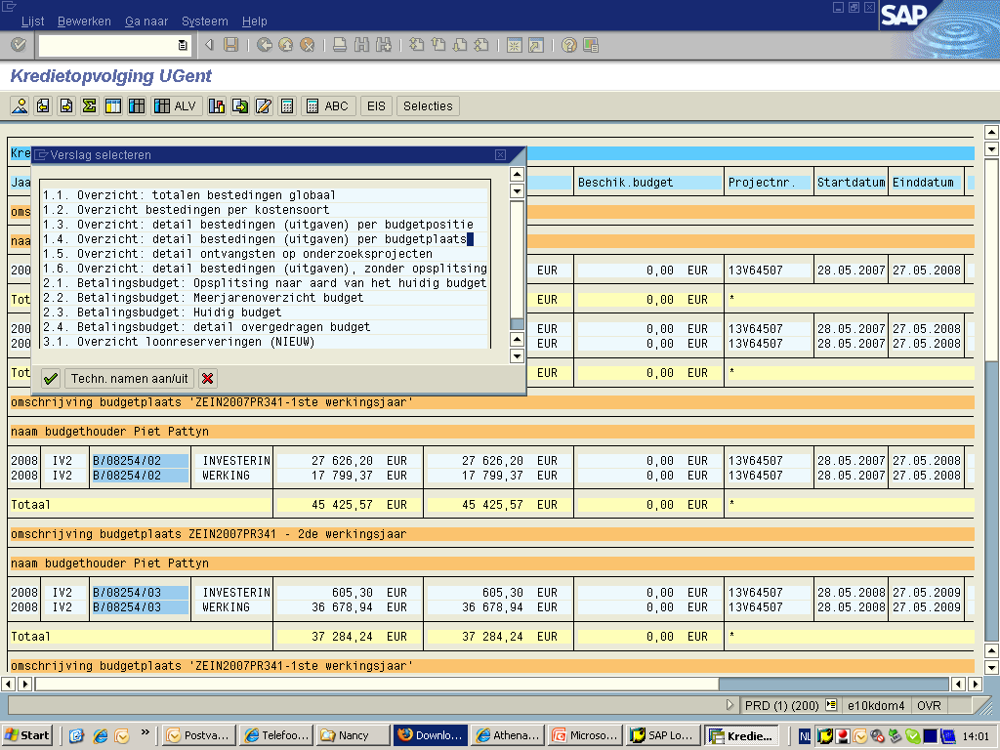 Lijst Bewerken Ga naar Systeem Help
SAP
Kredietopvolging UGent
ALV ABC EIS Selecties
Kre
Verslag selecteren
Jaa Beschik.budget Projectnr. Startdatum Einddatum
1.1. Overzicht: totalen bestedingen globaal
1.2. Overzicht bestedingen per kostensoort
oms
1.3. Overzicht: detail bestedingen (uitgaven) per budgetpositie
1.4. Overzicht: detail bestedingen (uitgaven) per budgetplaats
naa
1.5. Overzicht: detail ontvangsten op onderzoeksprojecten
1.6. Overzicht: detail bestedingen (uitgaven), zonder opsplitsing
200 EUR 0,00 EUR 13V64507 28.05.2007 27.05.2008
2.1. Betalingsbudget: Opsplitsing naar aard van het huidig budget
2.2. Betalingsbudget: Meerjarenoverzicht budget
Tot EUR 0,00 EUR *
2.3. Betalingsbudget: Huidig budget
2.4. Betalingsbudget: detail overgedragen budget
200 EUR 0,00 EUR 13V64507 28.05.2007 27.05.2008
3.1. Overzicht loonreserveringen (NIEUW)
200 EUR 0,00 EUR 13V64507 28.05.2007 27.05.2008
Tot EUR 0,00 EUR *
Techn. namen aan/uit
omschrijving budgetplaats 'ZEIN2007PR341-1ste werkingsjaar'
naam budgethouder Piet Pattyn
2008 IV2 B/08254/02 INVESTERIN 27 626,20 EUR 27 626,20 EUR 0,00 EUR 13V64507 28.05.2007 27.05.2008
2008 IV2 B/08254/02 WERKING 17 799,37 EUR 17 799,37 EUR 0,00 EUR 13V64507 28.05.2007 27.05.2008
Totaal 45 425,57 EUR 45 425,57 EUR 0,00 EUR *
omschrijving budgetplaats ZEIN2007PR341 - 2de werkingsjaar
naam budgethouder Piet Pattyn
2008 IV2 B/08254/03 INVESTERIN 605,30 EUR 605,30 EUR 0,00 EUR 13V64507 28.05.2008 27.05.2009
2008 IV2 B/08254/03 WERKING 36 678,94 EUR 36 678,94 EUR 0,00 EUR 13V64507 28.05.2008 27.05.2009
Totaal 37 284,24 EUR 37 284,24 EUR 0,00 EUR *
omschrijving budgetplaats 'ZEIN2007PR341-1ste werkingsjaar'
PRD (1) (200) e10kdom4 OVR
Start » Postva... Telefoo... Nancy Downlo... Athena... Microso... SAP Lo... Kredie... NL 14:01